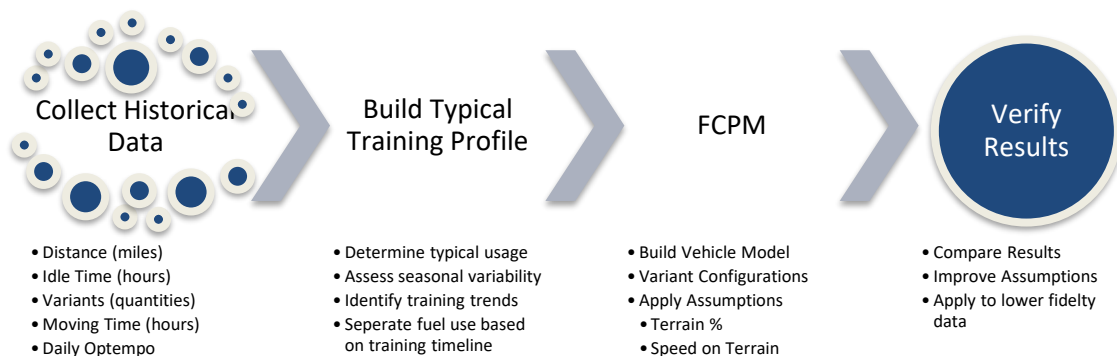 Collect Historical
Data
• Distance (miles)
• Idle Time (hours)
• Variants (quantities)
• Moving Time (hours)
• Daily Optempo
Build Typical
Training Profile
• Determine typical usage
• Assess seasonal variability
• Identify training trends
• Seperate fuel use based
on training timeline
FCPM
• Build Vehicle Model
• Variant Configurations
• Apply Assumptions
• Terrain %
• Speed on Terrain
Verify
Results
• Compare Results
• Improve Assumptions
• Apply to lower fidelty
data